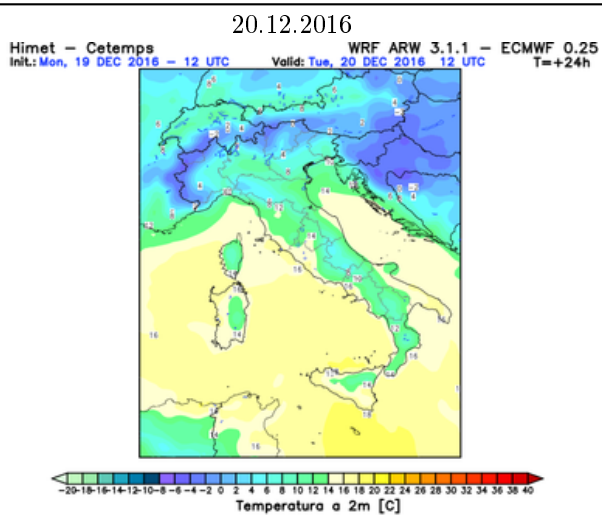 20.12.2016
Himet – Cetemps WRF ARW 3.1.1 – ECMWF 0.25
Init.: Mon, 19 DEC 2016 – 12 UTC Valid: Tue, 20 DEC 2016 12 UTC T=+24h
-20-18-16-14-12-10-8 -6 -4 -2 0 2 4 6 8 10 12 14 16 18 20 22 24 26 28 30 32 34 36 38 40
Temperatura a 2m [C]